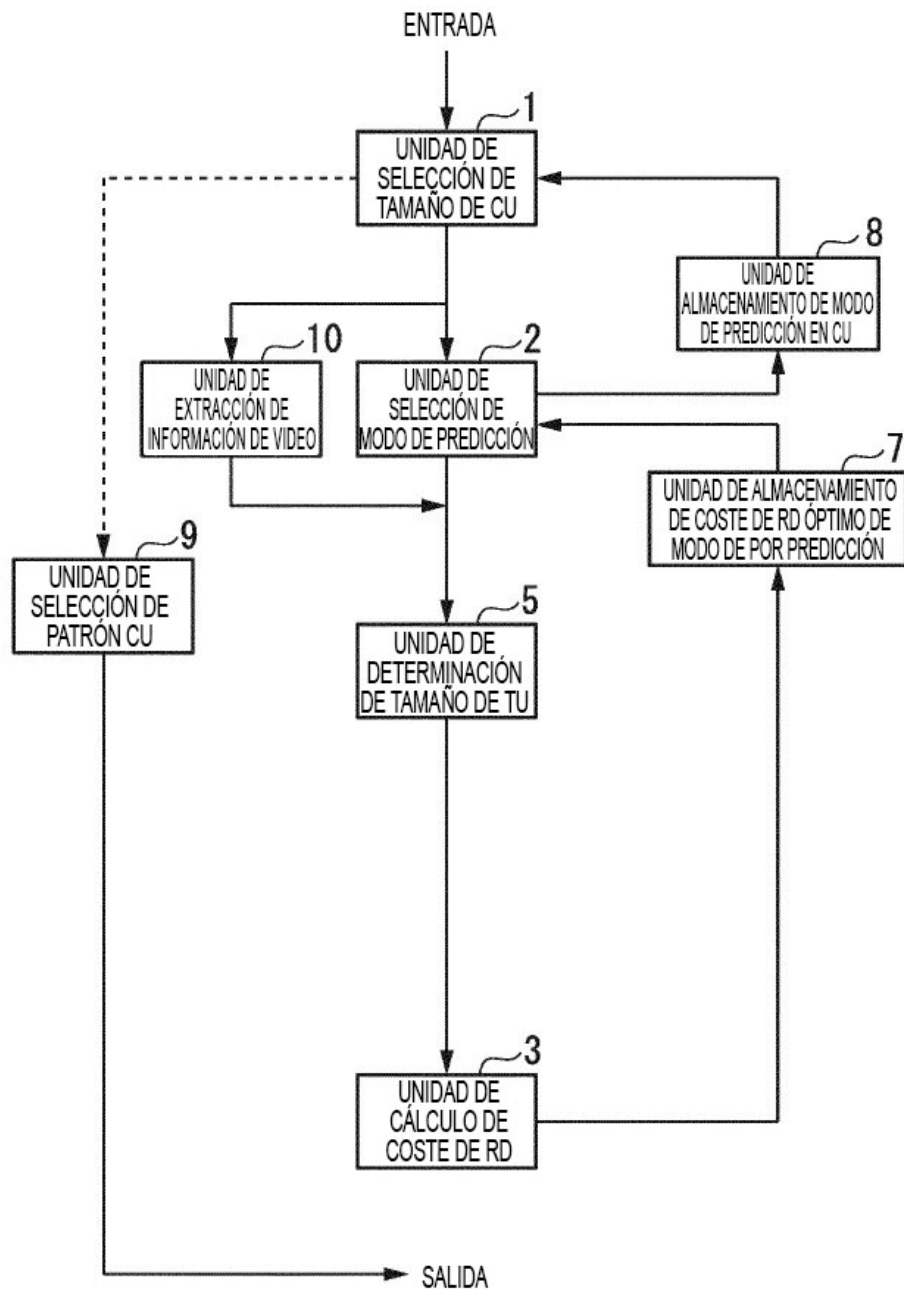 ENTRADA
1
UNIDAD DE
SELECCIÓN DE
TAMAÑO DE CU
8
UNIDAD DE
ALMACENAMIENTO DE MODO
DE PREDICCIÓN EN CU
10
UNIDAD DE
EXTRACCIÓN DE
INFORMACIÓN DE VIDEO
2
UNIDAD DE
SELECCIÓN DE
MODO DE PREDICCIÓN
7
UNIDAD DE ALMACENAMIENTO
DE COSTE DE RD ÓPTIMO DE
MODO DE POR PREDICCIÓN
9
UNIDAD DE
SELECCIÓN DE
PATRÓN CU
5
UNIDAD DE
DETERMINACIÓN
DE TAMAÑO DE TU
3
UNIDAD DE
CÁLCULO DE
COSTE DE RD
SALIDA